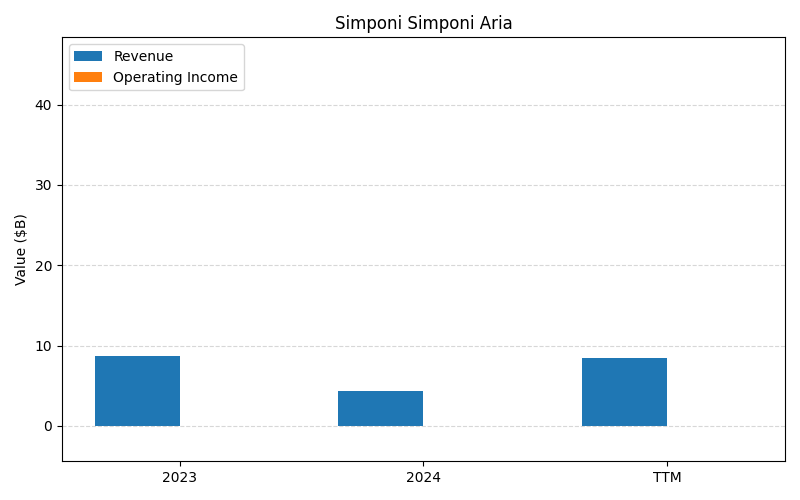 Simponi Simponi Aria
Revenue
Operating Income
Value ($B)
40
30
20
10
0
2023 2024 TTM